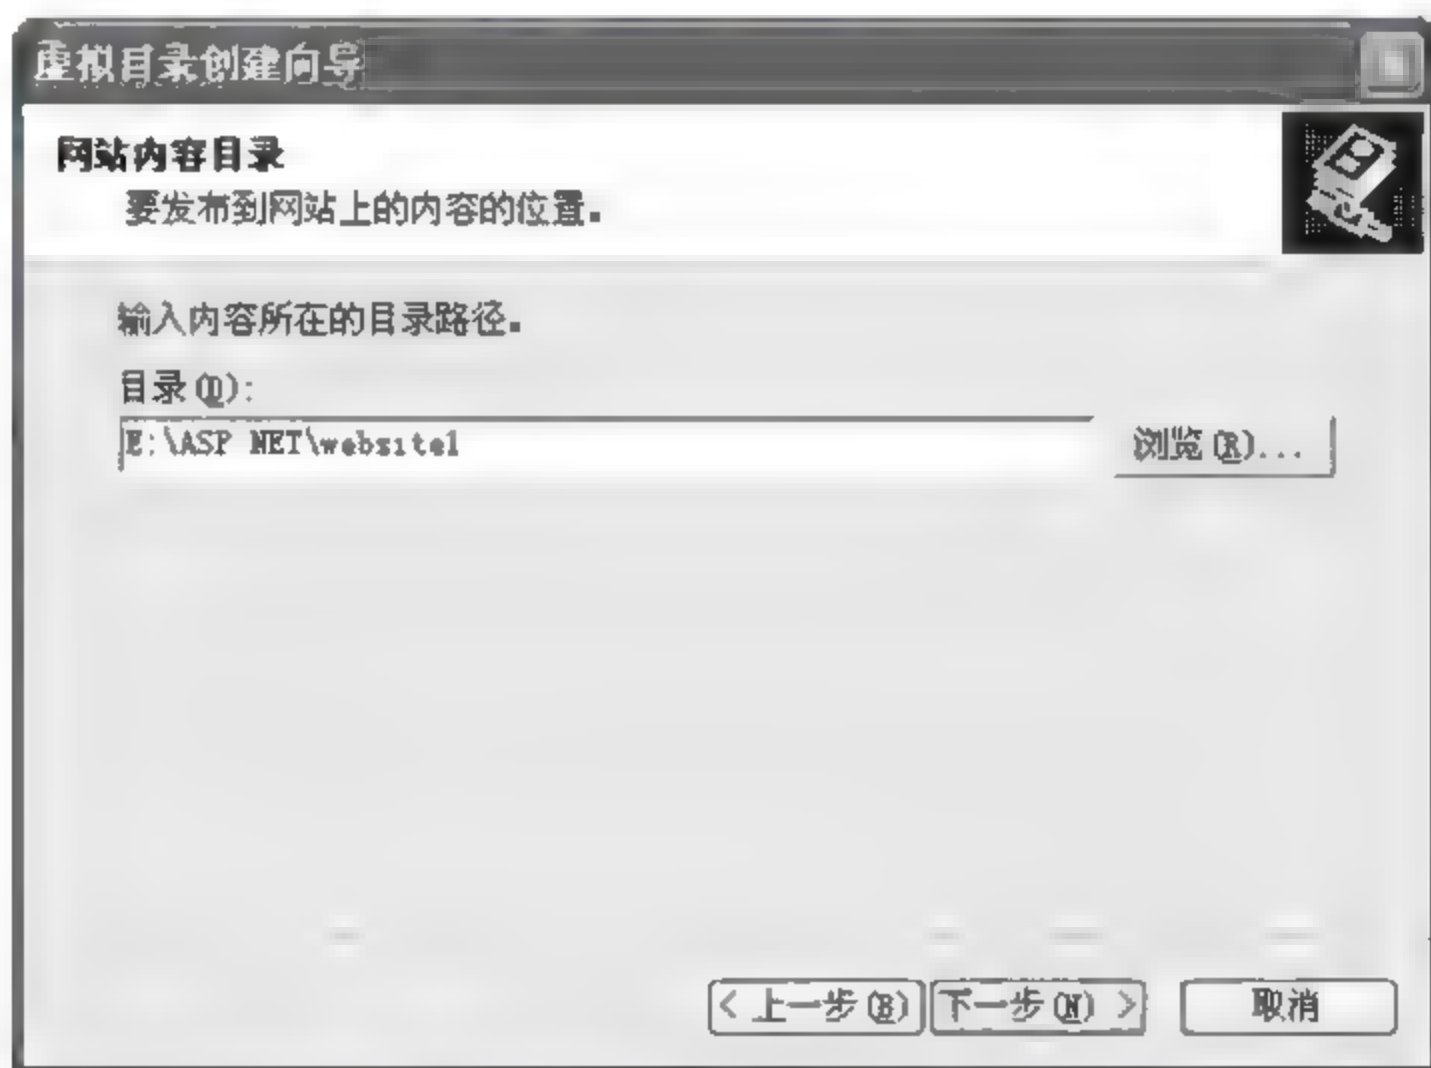 虚拟目录创建向导
网站内容目录
要发布到网站上的内容的位置。
输入内容所在的目录路径。
目录(D):
E:\ASP NET\website1
浏览(R)...
< 上一步(B)
下一步(N) >
取消